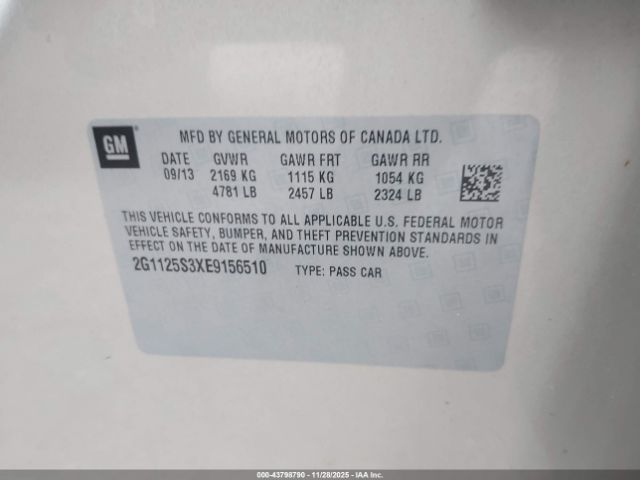 GM
MFD BY GENERAL MOTORS OF CANADA LTD.
DATE GVWR GAWR FRT GAWR RR
09/13 2169 KG 1115 KG 1054 KG
4781 LB 2457 LB 2324 LB
THIS VEHICLE CONFORMS TO ALL APPLICABLE U.S. FEDERAL MOTOR
VEHICLE SAFETY, BUMPER, AND THEFT PREVENTION STANDARDS IN
EFFECT ON THE DATE OF MANUFACTURE SHOWN ABOVE.
2G1125S3XE9156510 TYPE: PASS CAR
000-43798790 - 11/28/2025 - IAAI.COM